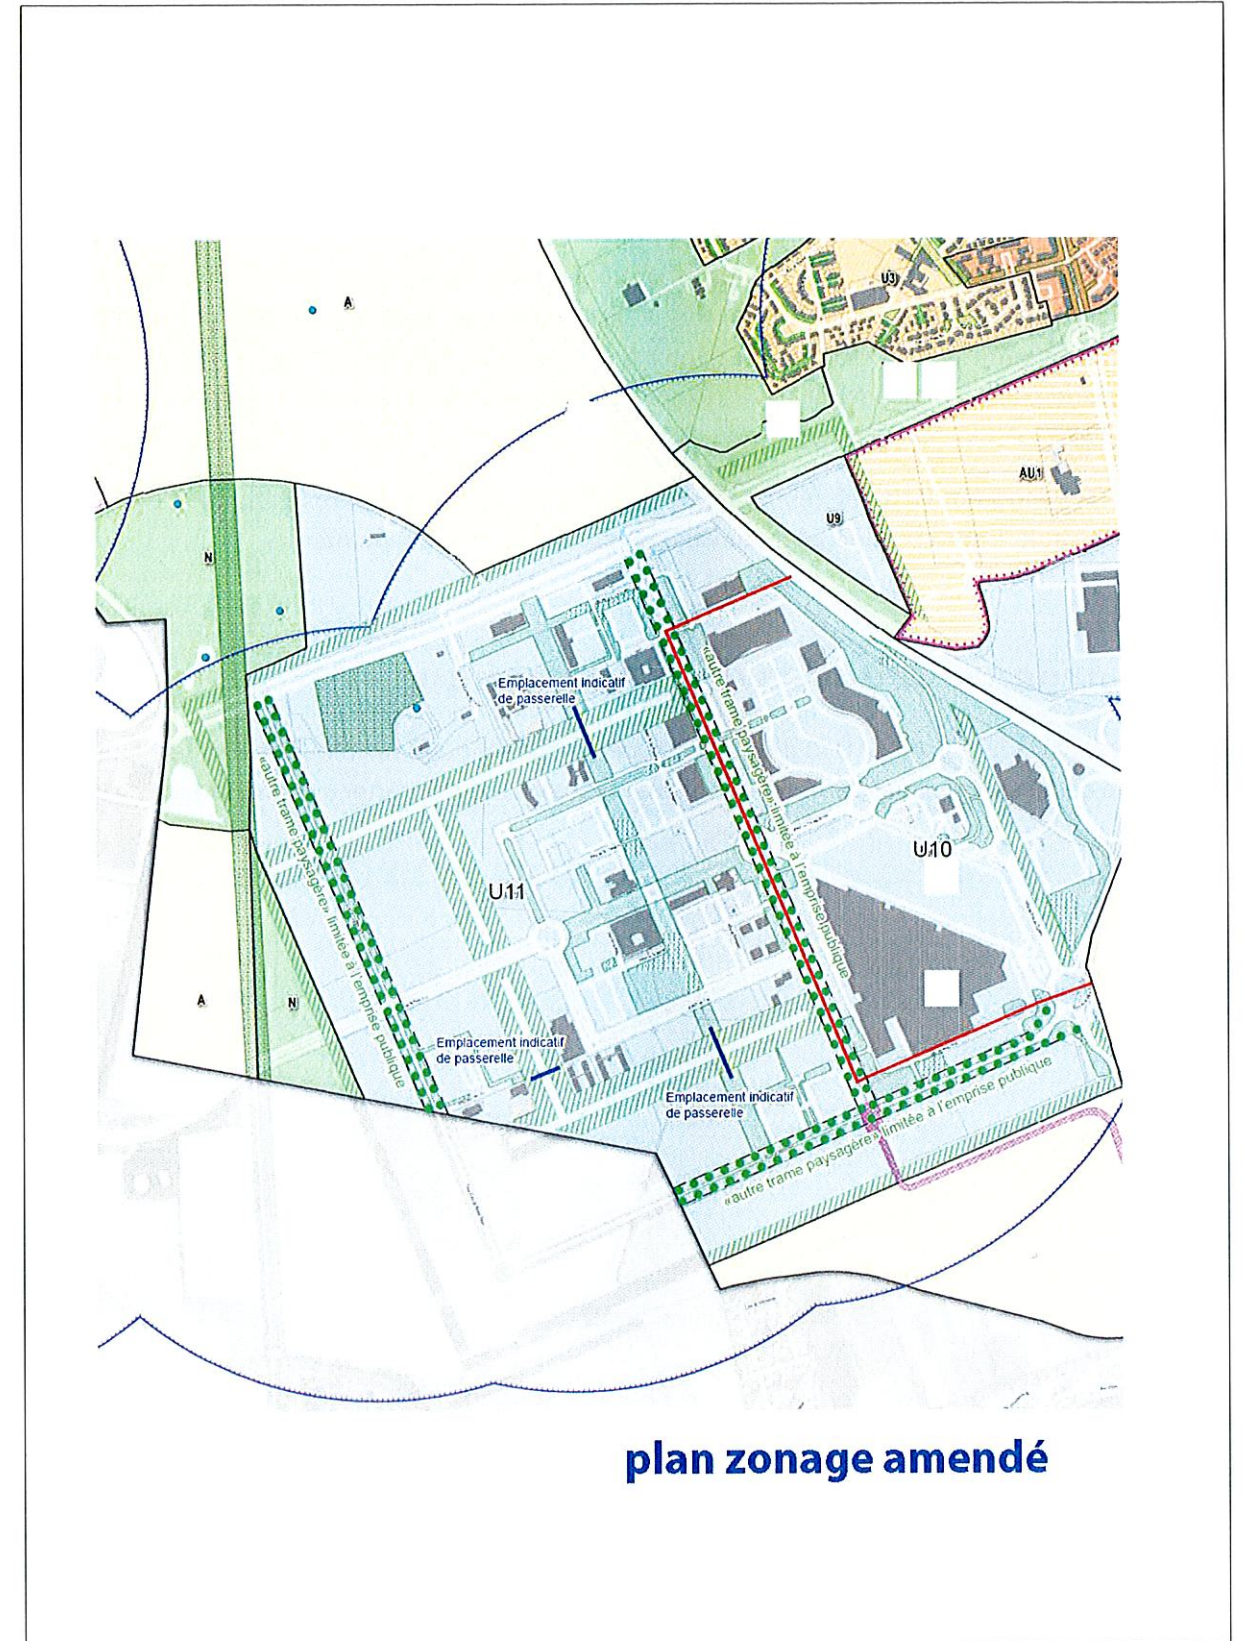 A
U3
AU1
U9
N
Emplacement indicatif
de passerelle
«autre trame paysagère» limitée à l'emprise publique
«autre trame paysagère» limitée à l'emprise publique
U10
U11
A
N
Emplacement indicatif
de passerelle
Emplacement indicatif
de passerelle
«autre trame paysagère» limitée à l'emprise publique
plan zonage amendé